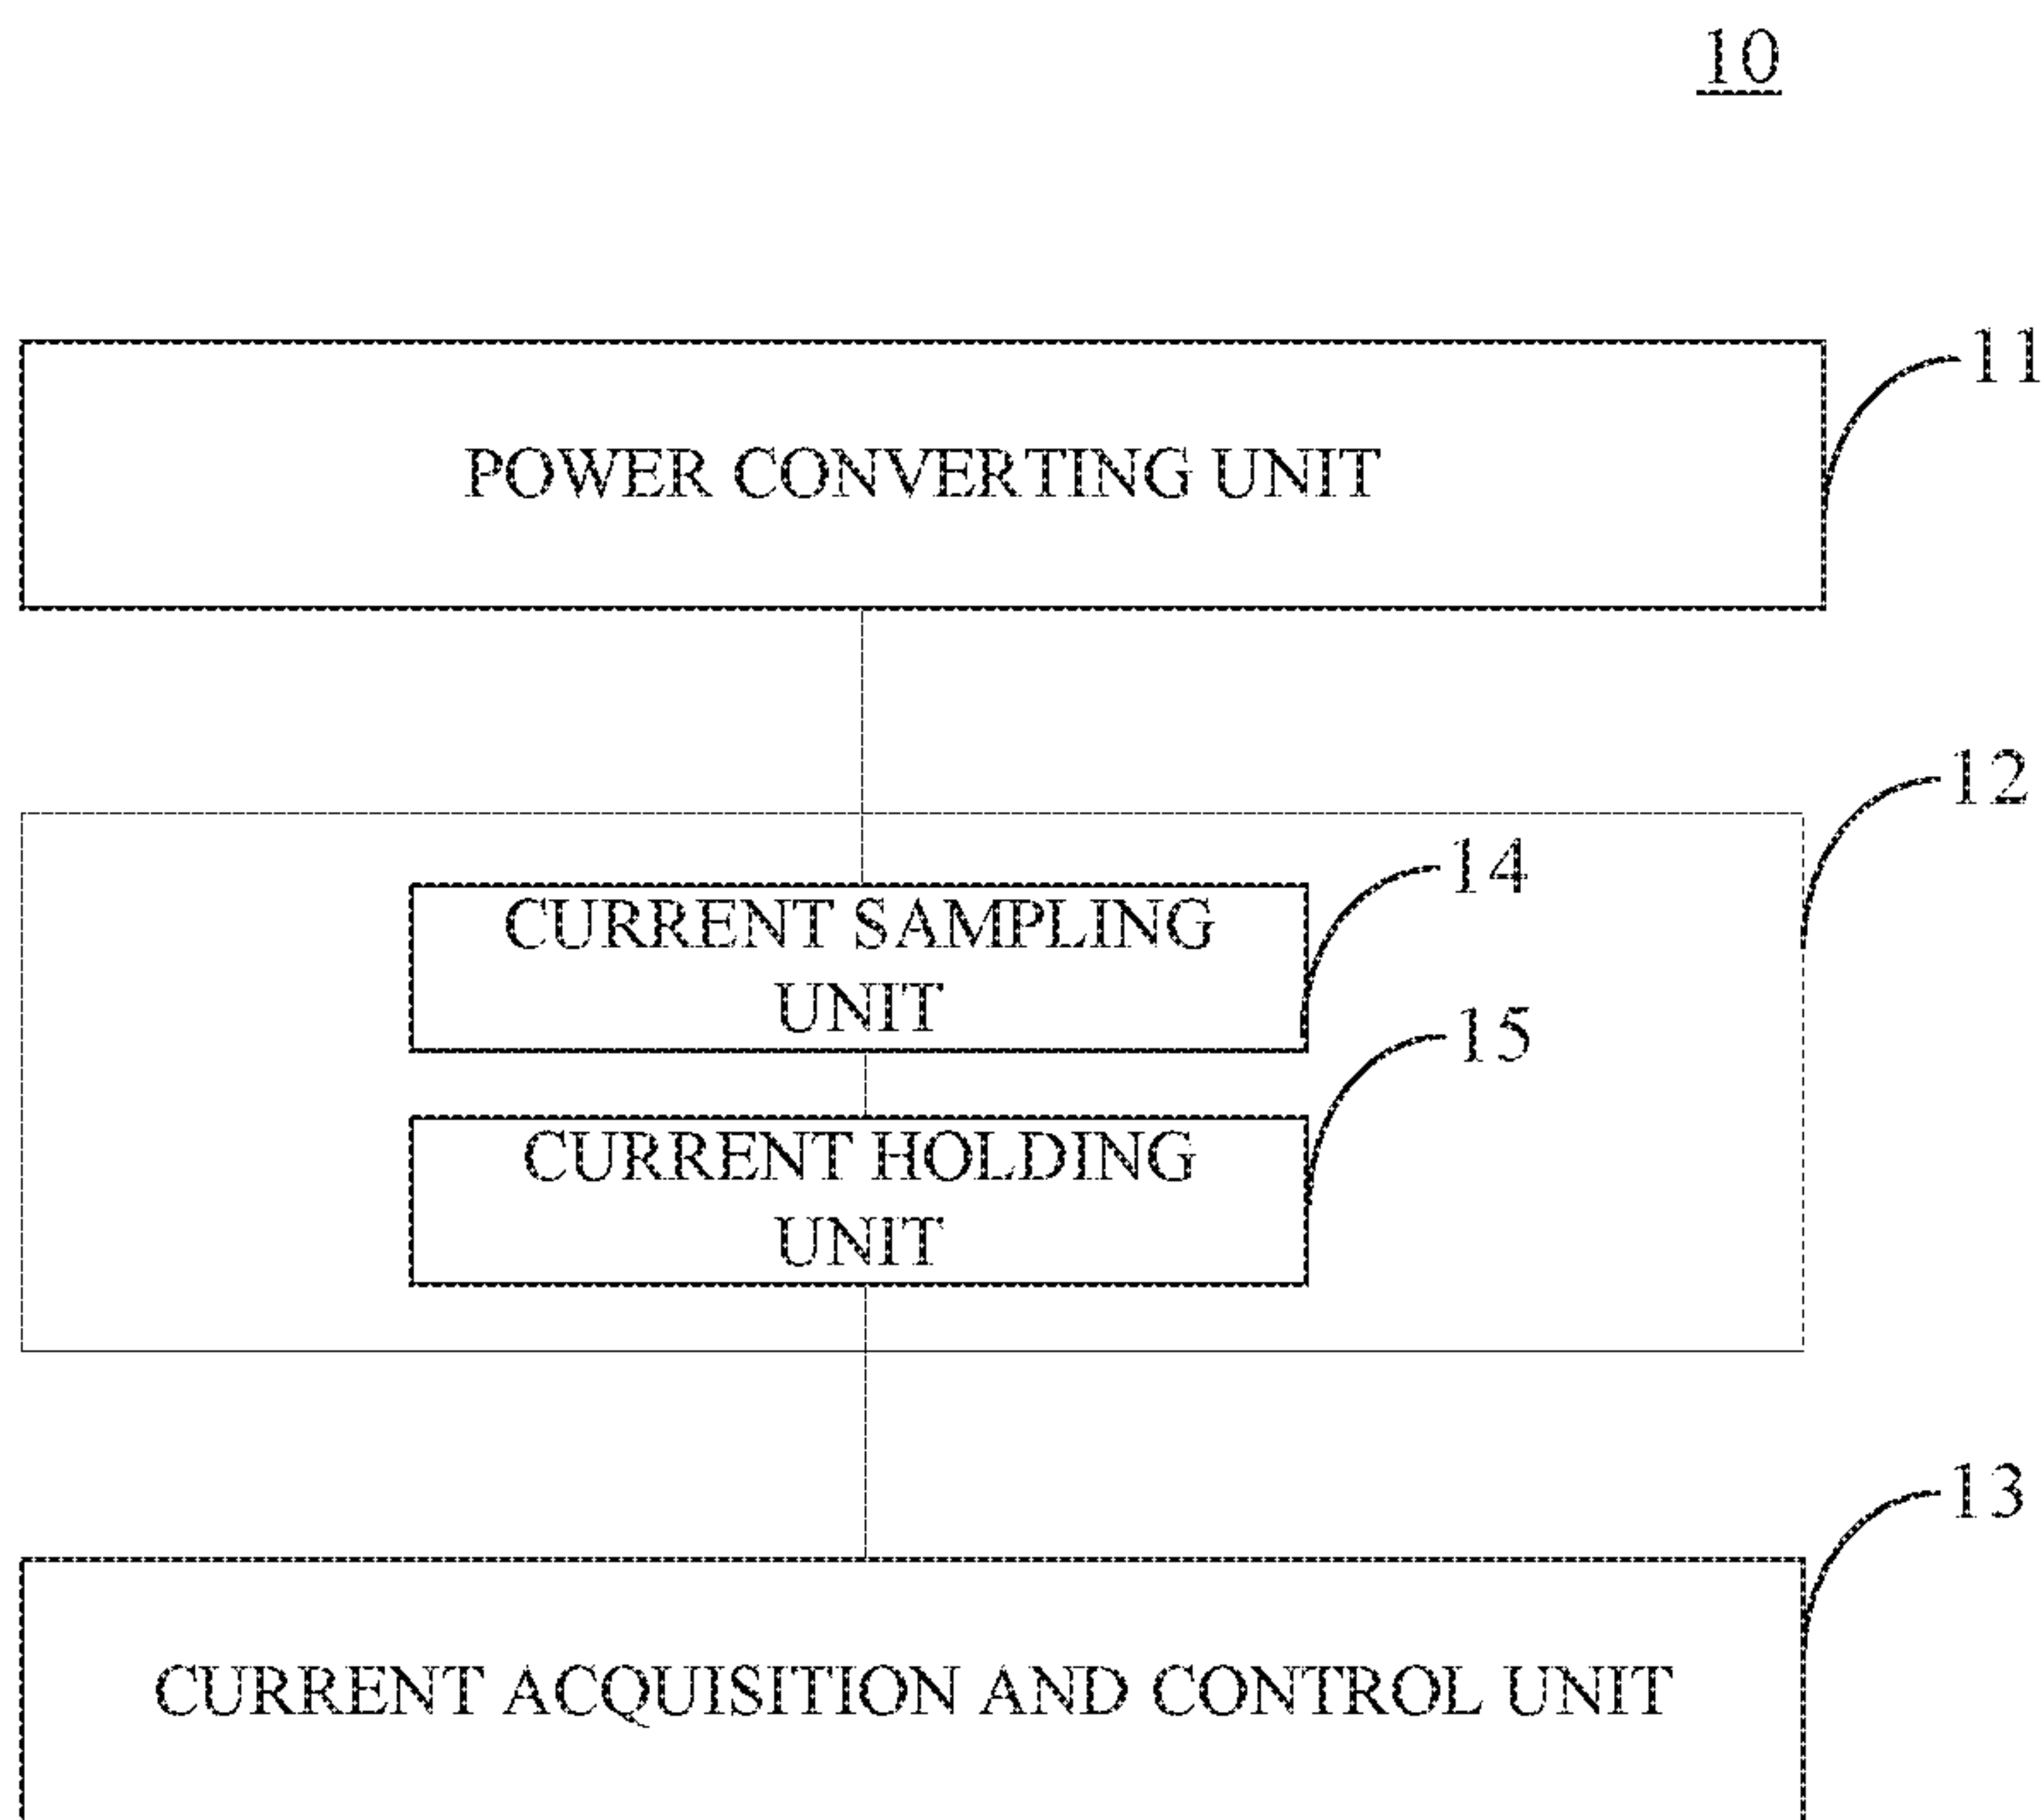 10
11
POWER CONVERTING UNIT
12
14
CURRENT SAMPLING
UNIT
15
CURRENT HOLDING
UNIT
13
CURRENT ACQUISITION AND CONTROL UNIT